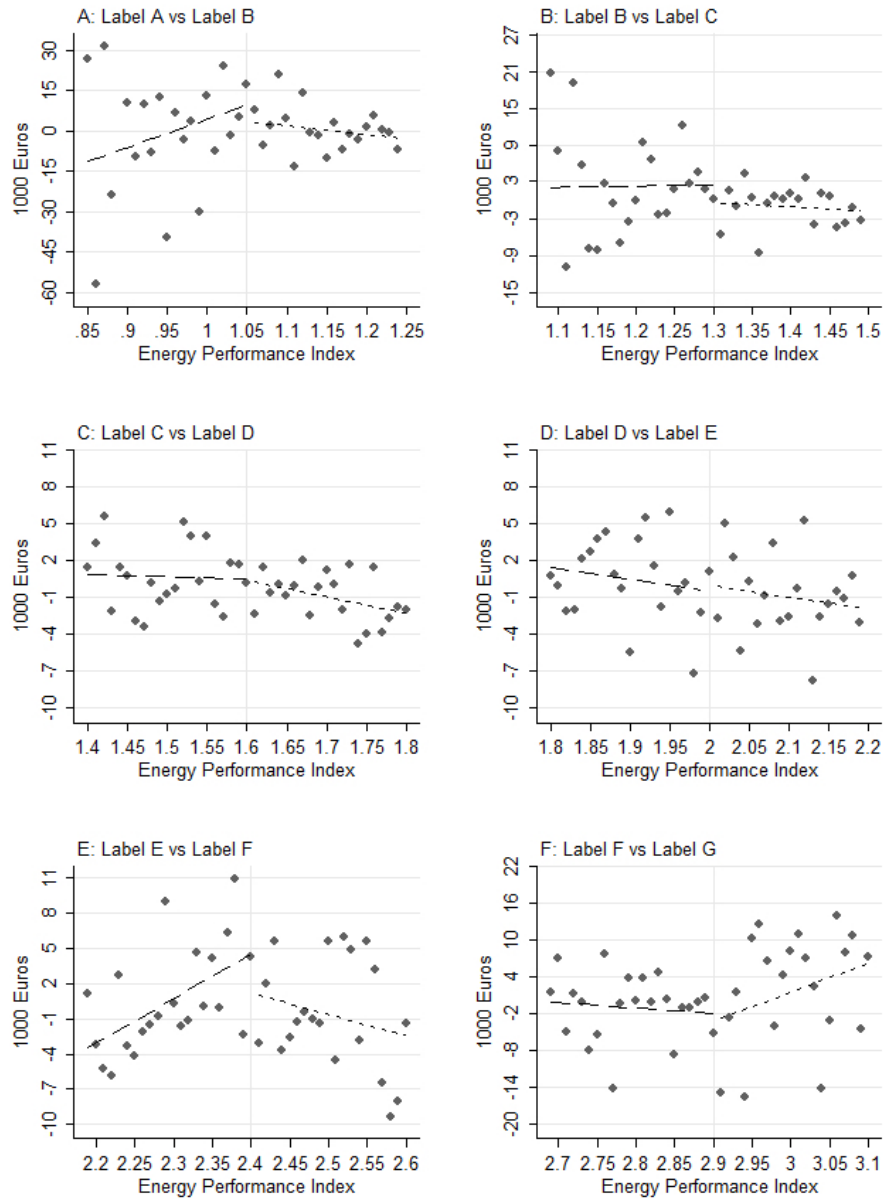 A: Label A vs Label B
1000 Euros
30
15
0
-15
-30
-45
-60
.85 .9 .95 1 1.05 1.1 1.15 1.2 1.25
Energy Performance Index
B: Label B vs Label C
1000 Euros
27
21
15
9
3
-3
-9
-15
1.1 1.15 1.2 1.25 1.3 1.35 1.4 1.45 1.5
Energy Performance Index
C: Label C vs Label D
1000 Euros
11
8
5
2
-1
-4
-7
-10
1.4 1.45 1.5 1.55 1.6 1.65 1.7 1.75 1.8
Energy Performance Index
D: Label D vs Label E
1000 Euros
11
8
5
2
-1
-4
-7
-10
1.8 1.85 1.9 1.95 2 2.05 2.1 2.15 2.2
Energy Performance Index
E: Label E vs Label F
1000 Euros
11
8
5
2
-1
-4
-7
-10
2.2 2.25 2.3 2.35 2.4 2.45 2.5 2.55 2.6
Energy Performance Index
F: Label F vs Label G
1000 Euros
22
16
10
4
-2
-8
-14
-20
2.7 2.75 2.8 2.85 2.9 2.95 3 3.05 3.1
Energy Performance Index